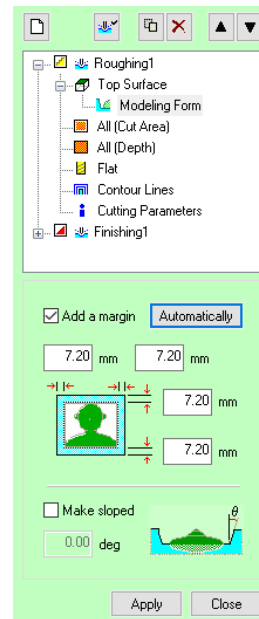 Roughing1
Top Surface
Modeling Form
All (Cut Area)
All (Depth)
Flat
Contour Lines
Cutting Parameters
Finishing1
Add a margin Automatically
7.20 mm 7.20 mm
7.20 mm
7.20 mm
Make sloped θ
0.00 deg
Apply Close